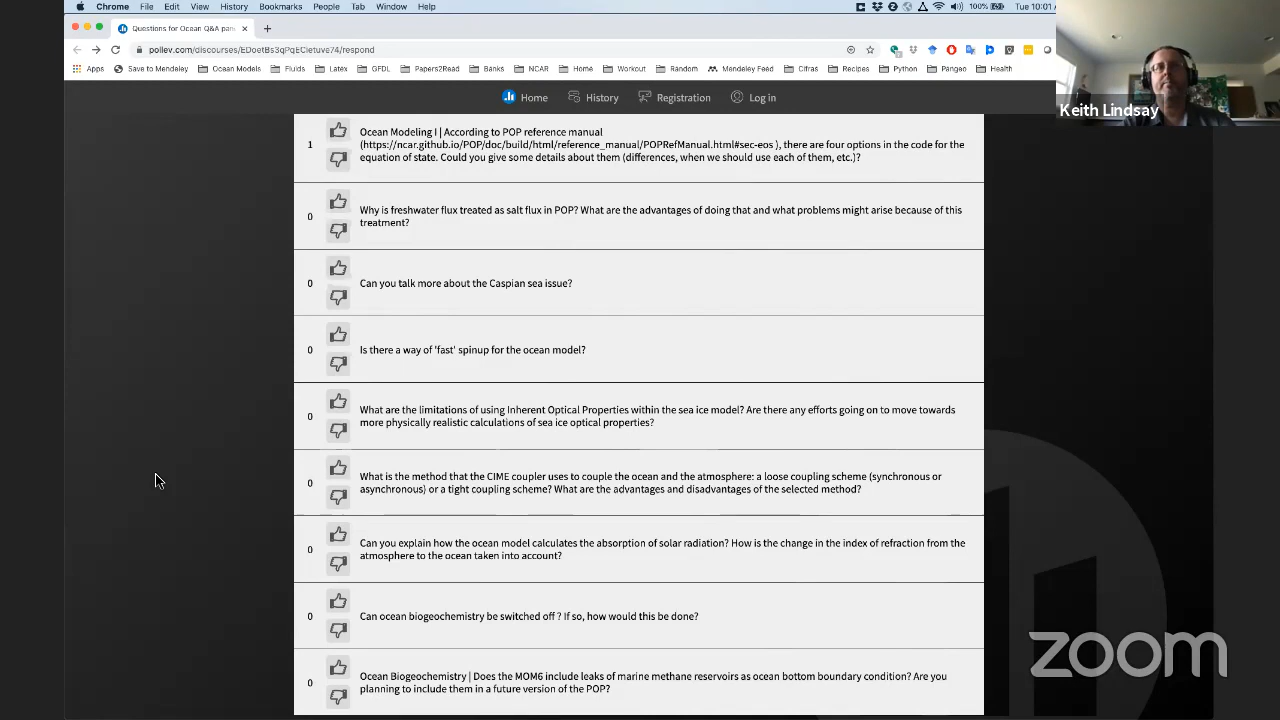 Chrome File Edit View History Bookmarks People Tab Window Help 100% Tue 10:01 A
Questions for Ocean Q&A pan
pollev.com/discourses/EDoetBs3qPqECietuve74/respond
Apps Save to Mendeley Ocean Models Fluids Latex GFDL Papers2Read Banks NCAR Home Workout Random Mendeley Feed Cifras Recipes Python Pangeo Health
Keith Lindsay
Home History Registration Log in
Ocean Modeling I | According to POP reference manual
1 (https://ncar.github.io/POP/doc/build/html/reference_manual/POPRefManual.html#sec-eos ), there are four options in the code for the
equation of state. Could you give some details about them (differences, when we should use each of them, etc.)?
0 Why is freshwater flux treated as salt flux in POP? What are the advantages of doing that and what problems might arise because of this
treatment?
0 Can you talk more about the Caspian sea issue?
0 Is there a way of 'fast' spinup for the ocean model?
0 What are the limitations of using Inherent Optical Properties within the sea ice model? Are there any efforts going on to move towards
more physically realistic calculations of sea ice optical properties?
0 What is the method that the CIME coupler uses to couple the ocean and the atmosphere: a loose coupling scheme (synchronous or
asynchronous) or a tight coupling scheme? What are the advantages and disadvantages of the selected method?
0 Can you explain how the ocean model calculates the absorption of solar radiation? How is the change in the index of refraction from the
atmosphere to the ocean taken into account?
0 Can ocean biogeochemistry be switched off ? If so, how would this be done?
0 Ocean Biogeochemistry | Does the MOM6 include leaks of marine methane reservoirs as ocean bottom boundary condition? Are you
planning to include them in a future version of the POP?
zoom